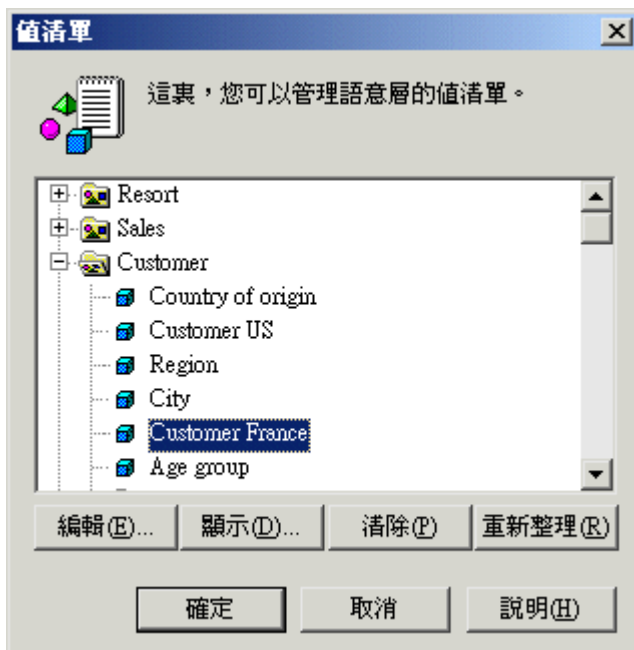 值清單
這裏，您可以管理語意層的值清單。
Resort
Sales
Customer
Country of origin
Customer US
Region
City
Customer France
Age group
編輯(E)... 顯示(D)... 清除(P) 重新整理(R)
確定 取消 說明(H)